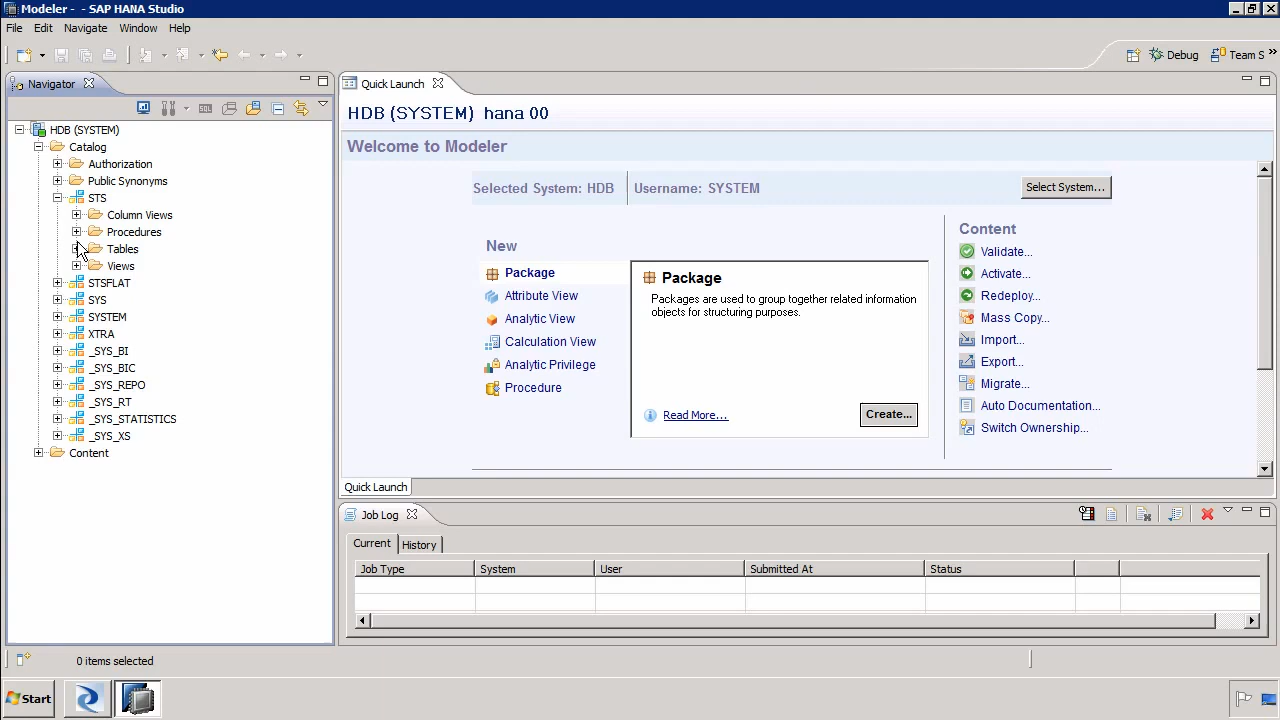 Modeler - - SAP HANA Studio
File Edit Navigate Window Help
Debug Team S
Navigator
Quick Launch
HDB (SYSTEM) hana 00
Welcome to Modeler
HDB (SYSTEM)
Catalog
Authorization
Public Synonyms
STS
Column Views
Procedures
Tables
Views
STSFLAT
SYS
SYSTEM
XTRA
_SYS_BI
_SYS_BIC
_SYS_REPO
_SYS_RT
_SYS_STATISTICS
_SYS_XS
Content
Selected System: HDB Username: SYSTEM Select System...
New
Package
Attribute View
Analytic View
Calculation View
Analytic Privilege
Procedure
Package
Packages are used to group together related information
objects for structuring purposes.
Read More... Create...
Content
Validate...
Activate...
Redeploy...
Mass Copy...
Import...
Export...
Migrate...
Auto Documentation...
Switch Ownership...
Quick Launch
Job Log
Current History
Job Type System User Submitted At Status
0 items selected
Start